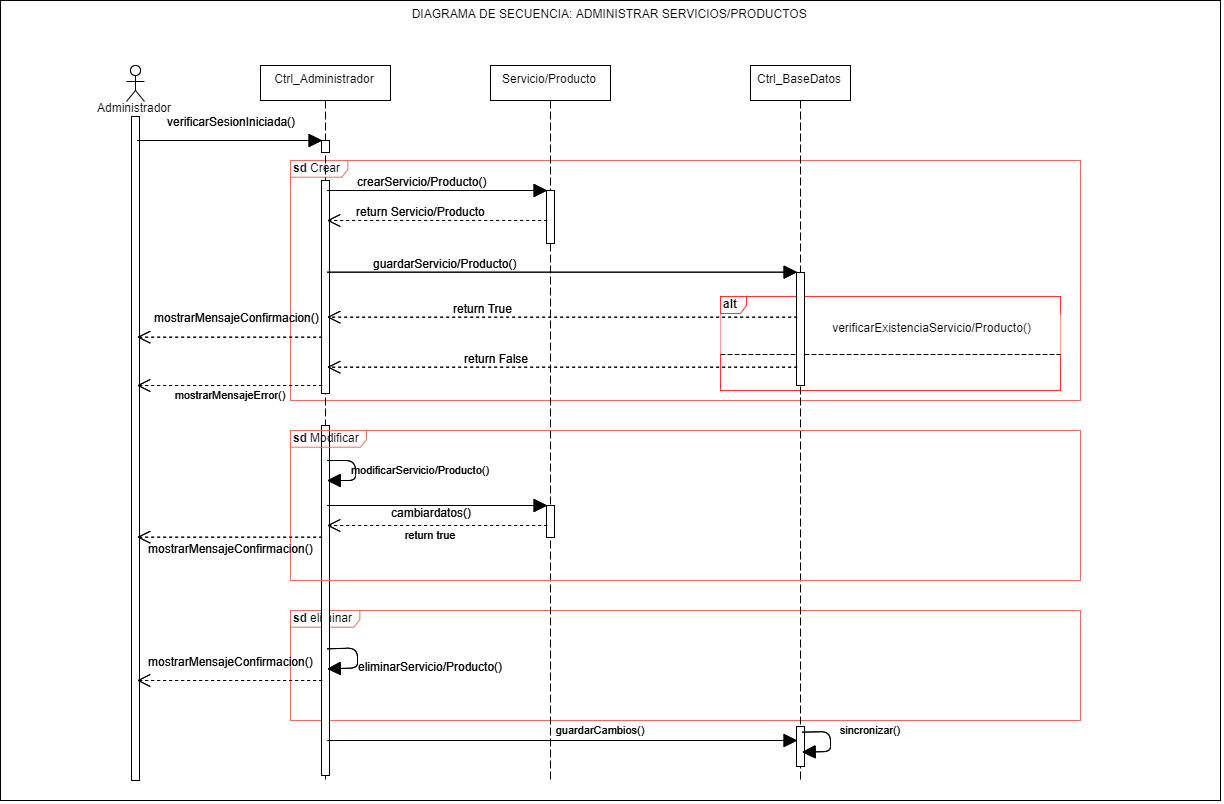 DIAGRAMA DE SECUENCIA: ADMINISTRAR SERVICIOS/PRODUCTOS
Administrador
Ctrl_Administrador
Servicio/Producto
Ctrl_BaseDatos
verificarSesionIniciada()
sd Crear
crearServicio/Producto()
return Servicio/Producto
guardarServicio/Producto()
alt
return True
mostrarMensajeConfirmacion()
verificarExistenciaServicio/Producto()
return False
mostrarMensajeError()
sd Modificar
modificarServicio/Producto()
cambiardatos()
return true
mostrarMensajeConfirmacion()
sd eliminar
mostrarMensajeConfirmacion()
eliminarServicio/Producto()
guardarCambios()
sincronizar()